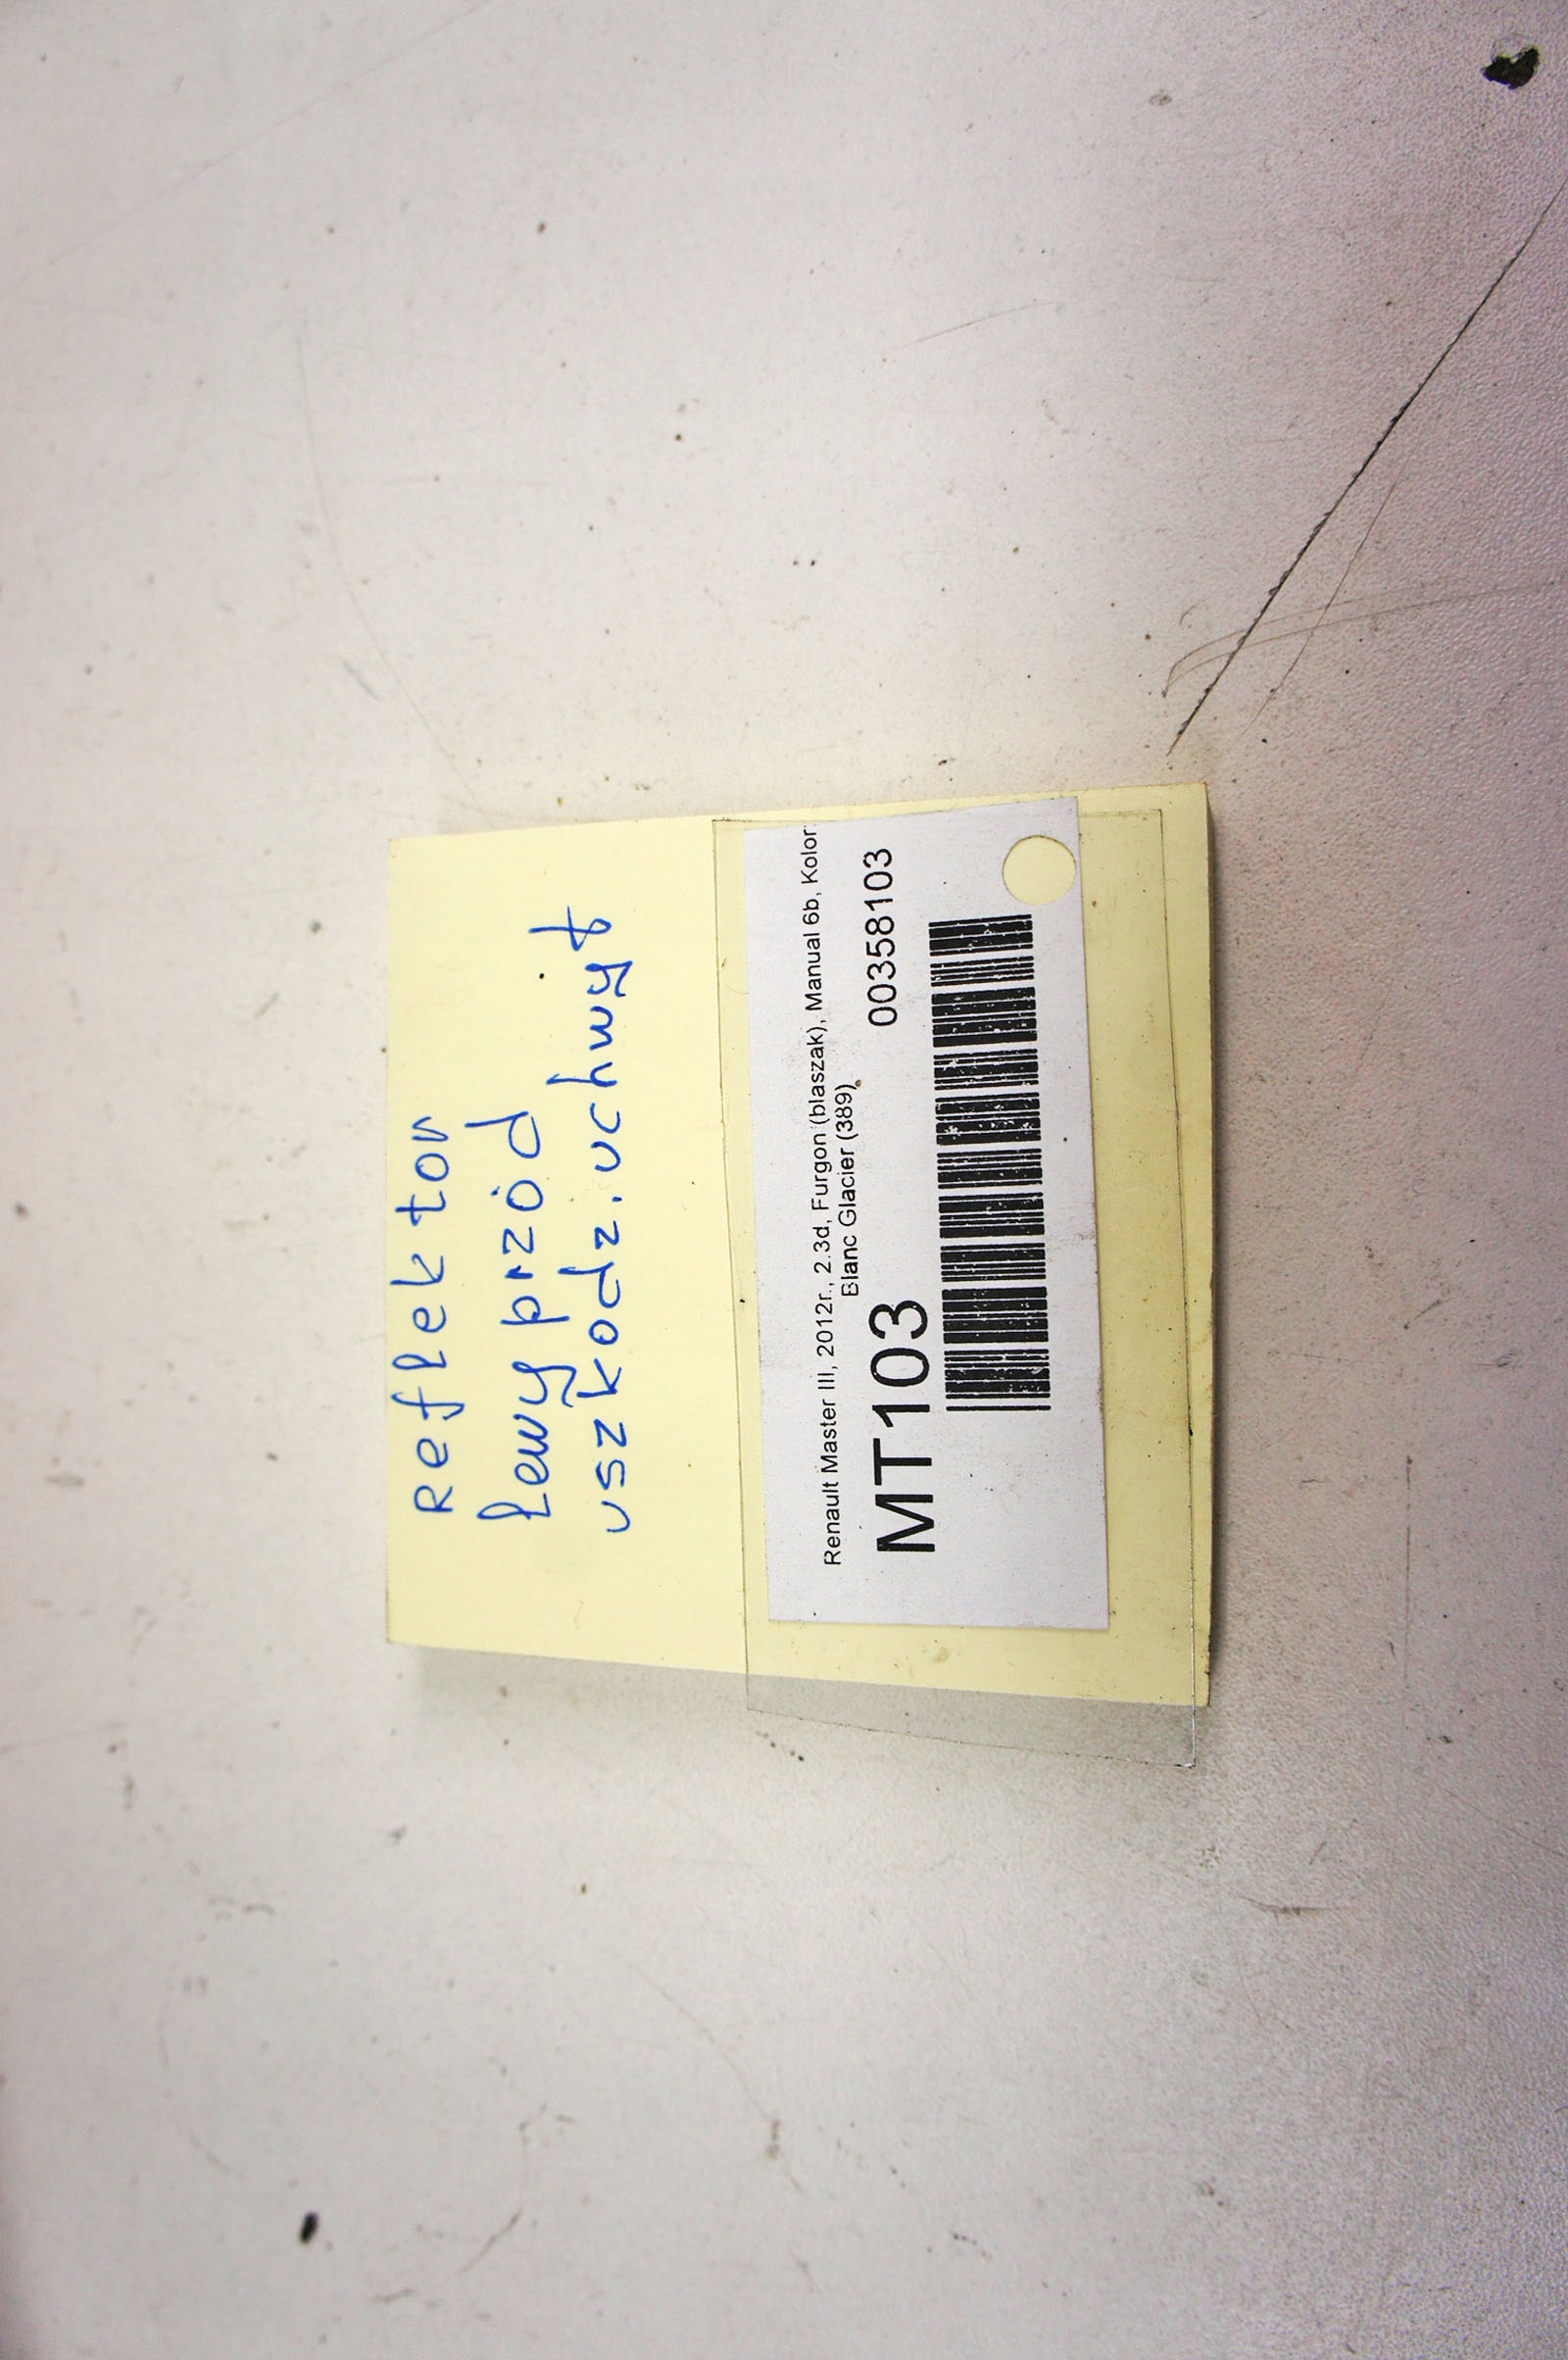 Reflektor
lewy przód
uszkodz. uchwyt
Renault Master III, 2012r., 2.3d, Furgon (blaszak), Manual 6b, Kolor:
Blanc Glacier (389)
MT103 00358103